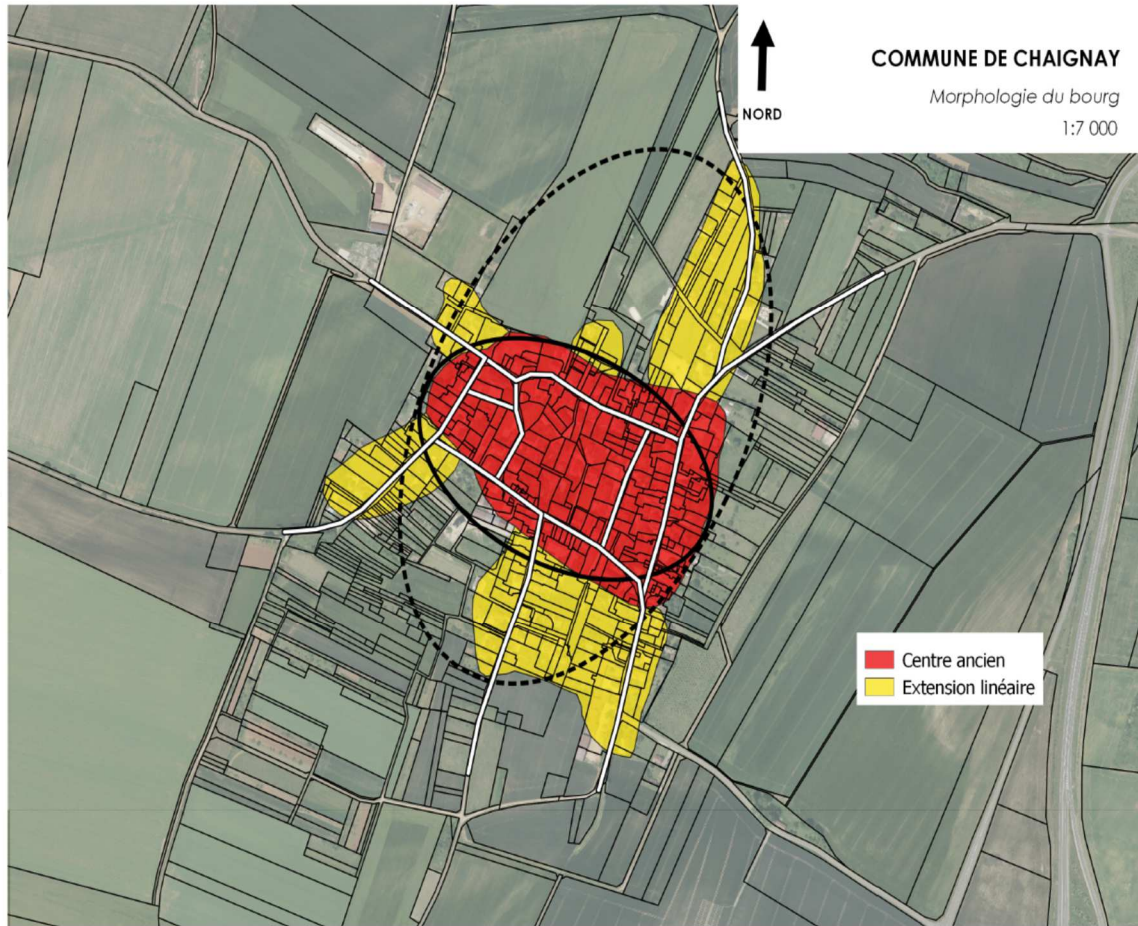 COMMUNE DE CHAIGNAY
Morphologie du bourg
1:7 000
NORD
Centre ancien
Extension linéaire